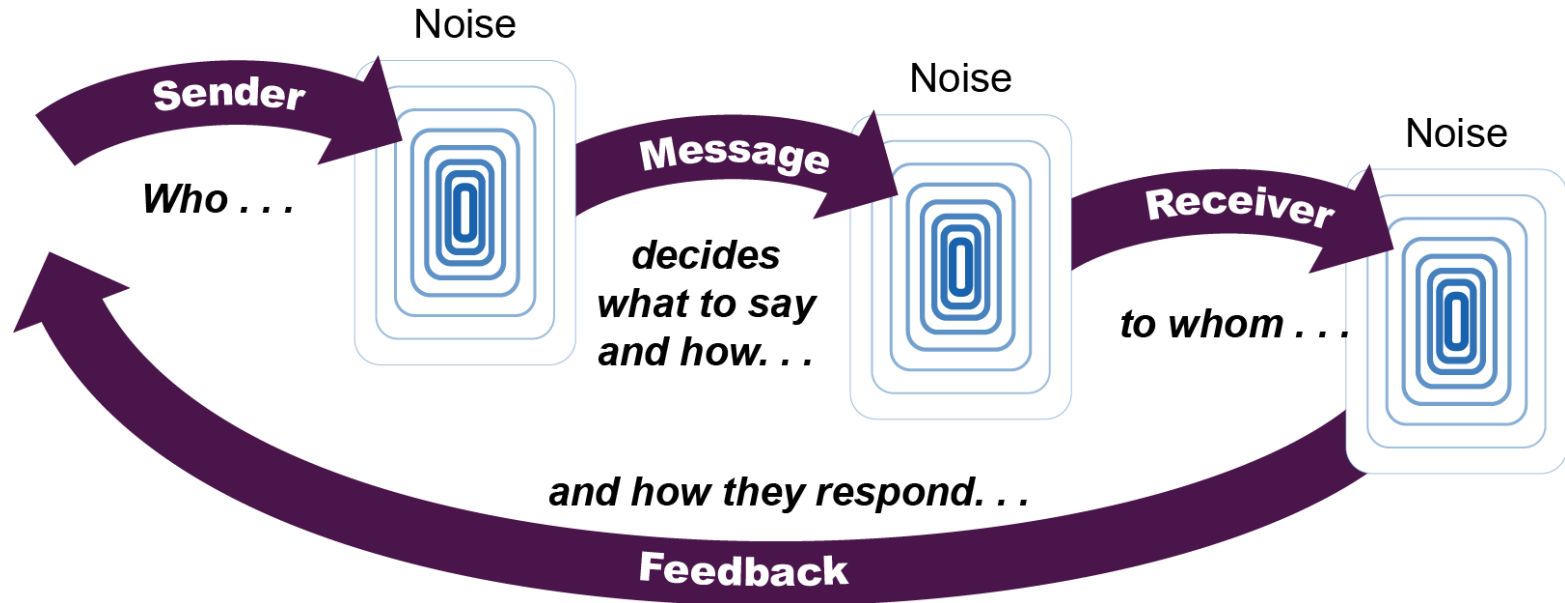 Noise
Sender
Who . . .
Noise
Message
decides
what to say
and how. . .
Noise
Receiver
to whom . . .
and how they respond. . .
Feedback